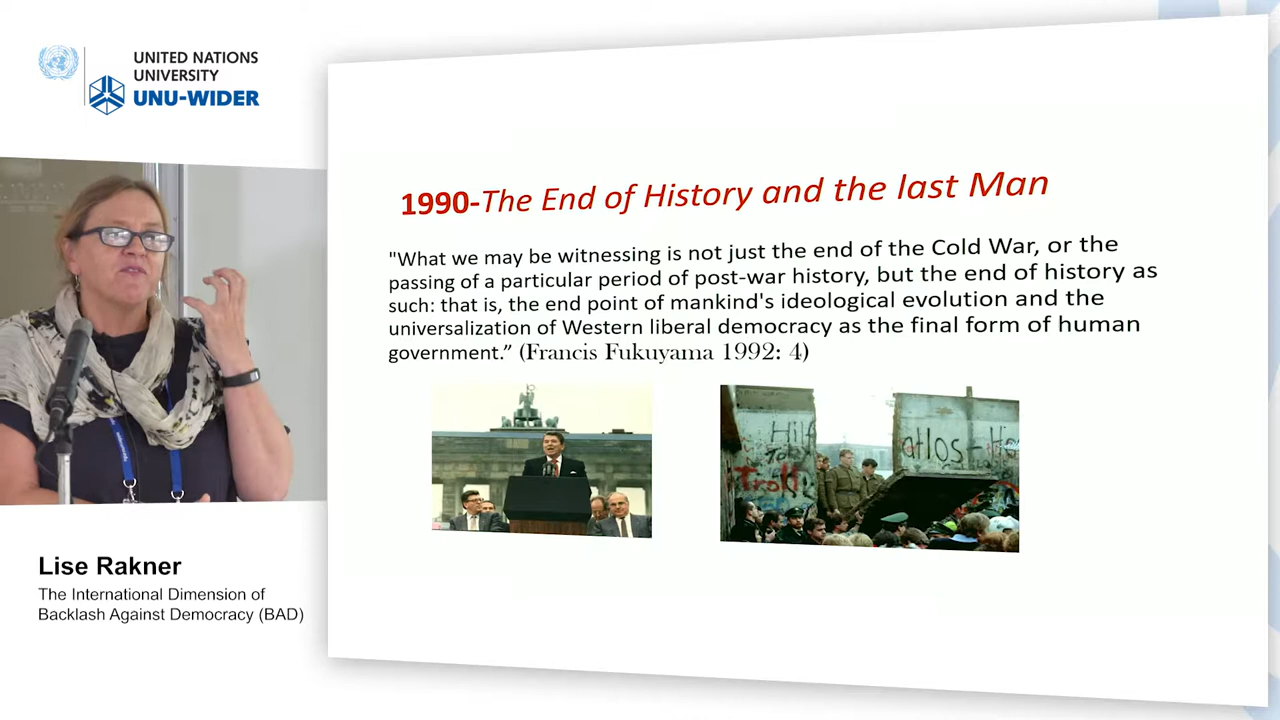 UNITED NATIONS
UNIVERSITY
UNU-WIDER
1990-The End of History and the last Man
"What we may be witnessing is not just the end of the Cold War, or the
passing of a particular period of post-war history, but the end of history as
such: that is, the end point of mankind's ideological evolution and the
universalization of Western liberal democracy as the final form of human
government.” (Francis Fukuyama 1992: 4)
Hilf
Troll
atlos-
Lise Rakner
The International Dimension of
Backlash Against Democracy (BAD)